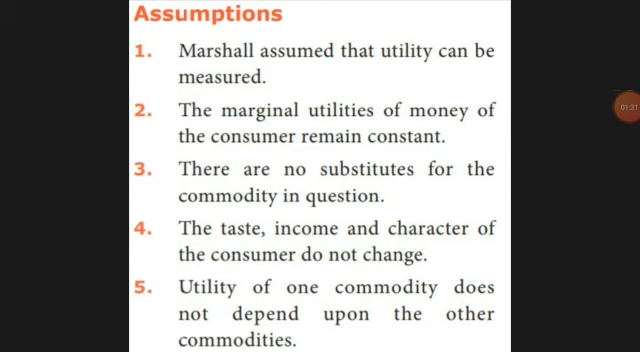 Assumptions
1. Marshall assumed that utility can be
measured.
2. The marginal utilities of money of
the consumer remain constant.
3. There are no substitutes for the
commodity in question.
4. The taste, income and character of
the consumer do not change.
5. Utility of one commodity does
not depend upon the other
commodities.
01:31